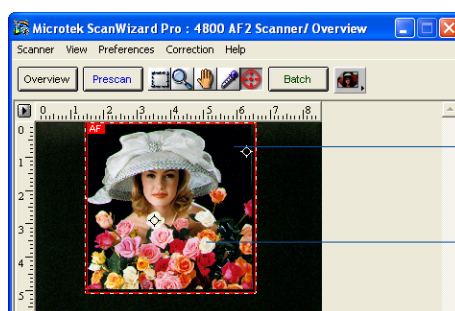 Microtek ScanWizard Pro : 4800 AF2 Scanner/ Overview
Scanner View Preferences Correction Help
Overview Prescan Batch
0 1 2 3 4 5 6 7 8
0
AF
1
2
3
4
5